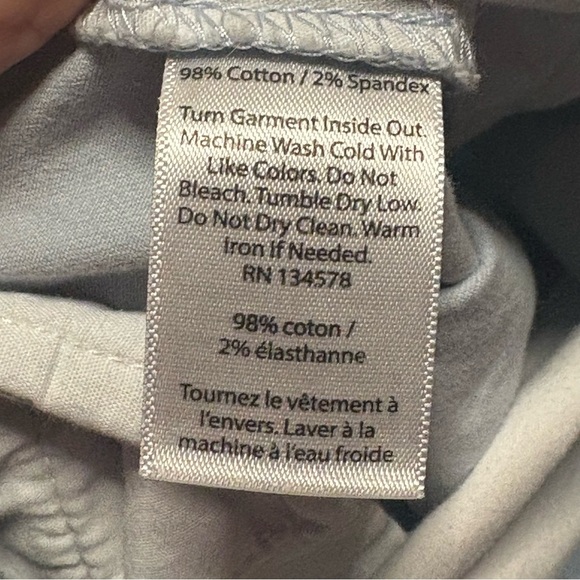 98% Cotton / 2% Spandex
Turn Garment Inside Out.
Machine Wash Cold With
Like Colors. Do Not
Bleach. Tumble Dry Low.
Do Not Dry Clean. Warm
Iron If Needed.
RN 134578
98% coton /
2% élasthanne
Tournez le vêtement à
l'envers. Laver à la
machine à l'eau froide